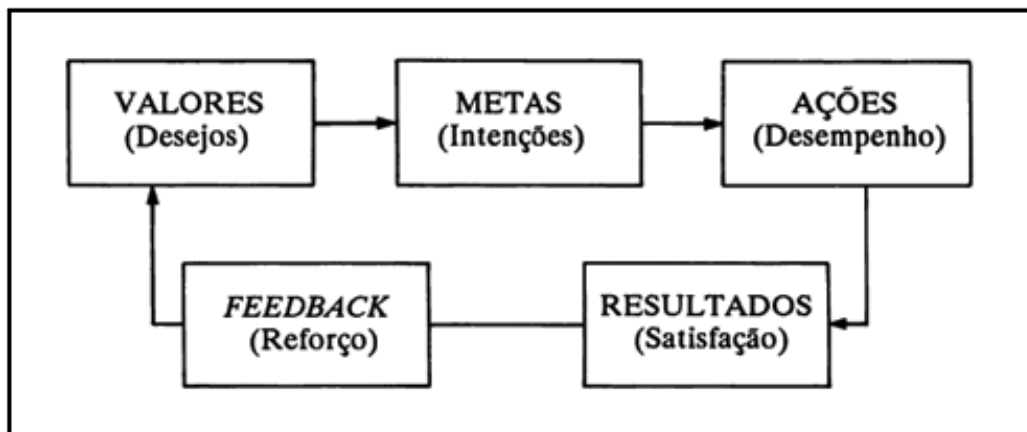 VALORES
(Desejos)
METAS
(Intenções)
AÇÕES
(Desempenho)
FEEDBACK
(Reforço)
RESULTADOS
(Satisfação)